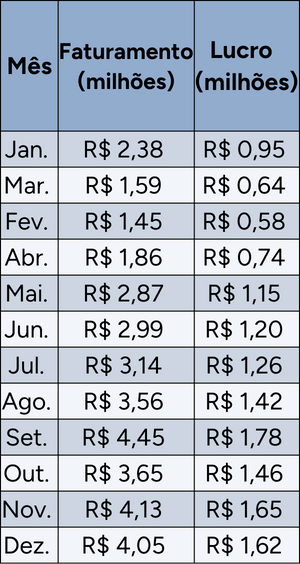 Mês Faturamento (milhões) Lucro (milhões)
Jan. R$ 2,38 R$ 0,95
Mar. R$ 1,59 R$ 0,64
Fev. R$ 1,45 R$ 0,58
Abr. R$ 1,86 R$ 0,74
Mai. R$ 2,87 R$ 1,15
Jun. R$ 2,99 R$ 1,20
Jul. R$ 3,14 R$ 1,26
Ago. R$ 3,56 R$ 1,42
Set. R$ 4,45 R$ 1,78
Out. R$ 3,65 R$ 1,46
Nov. R$ 4,13 R$ 1,65
Dez. R$ 4,05 R$ 1,62